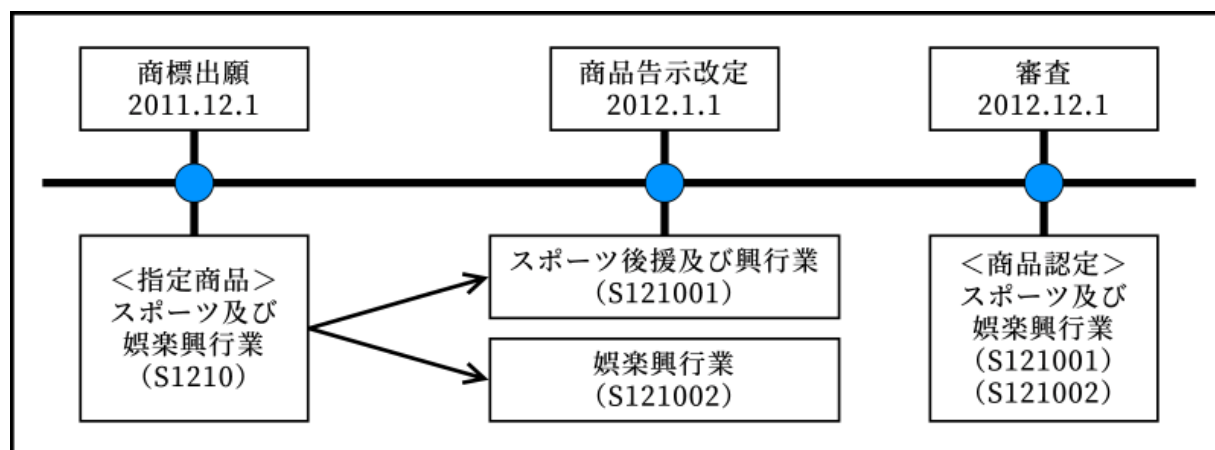 商標出願
2011.12.1
商品告示改定
2012.1.1
審査
2012.12.1
＜指定商品＞
スポーツ及び
娯楽興行業
（S1210）
スポーツ後援及び興行業
（S121001）
娯楽興行業
（S121002）
＜商品認定＞
スポーツ及び
娯楽興行業
（S121001）
（S121002）